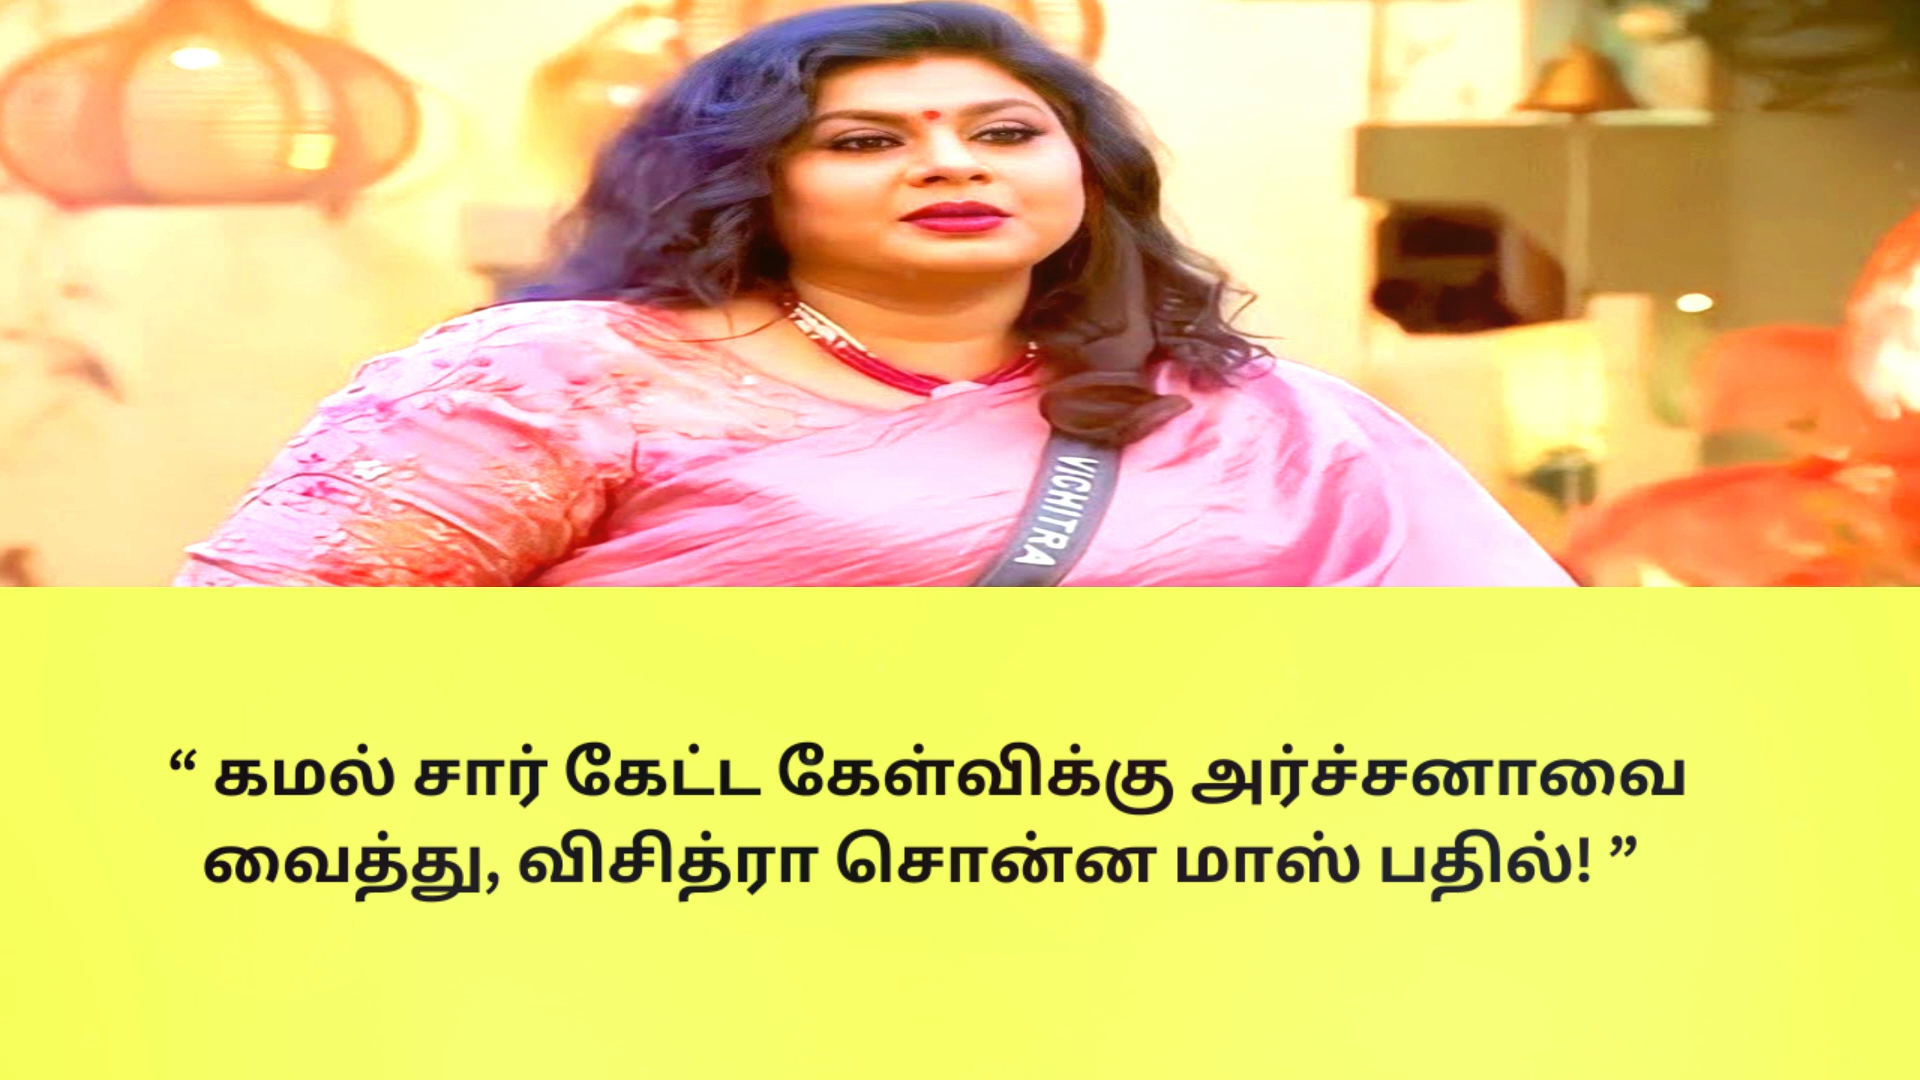 VICHITRA
“ கமல் சார் கேட்ட கேள்விக்கு அர்ச்சனாவை
வைத்து, விசித்ரா சொன்ன மாஸ் பதில்! ”